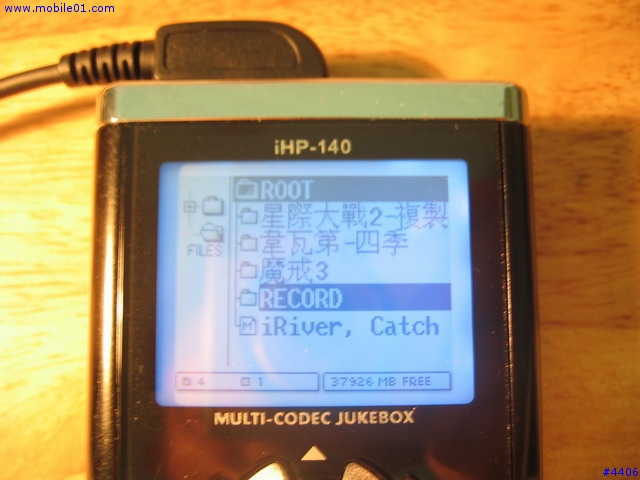 www.mobile01.com
iHP-140
ROOT
星際大戰2-複製
韋瓦第-四季
魔戒3
RECORD
iRiver, Catch
FILES
4
1
37926 MB FREE
MULTI-CODEC JUKEBOX
#4406